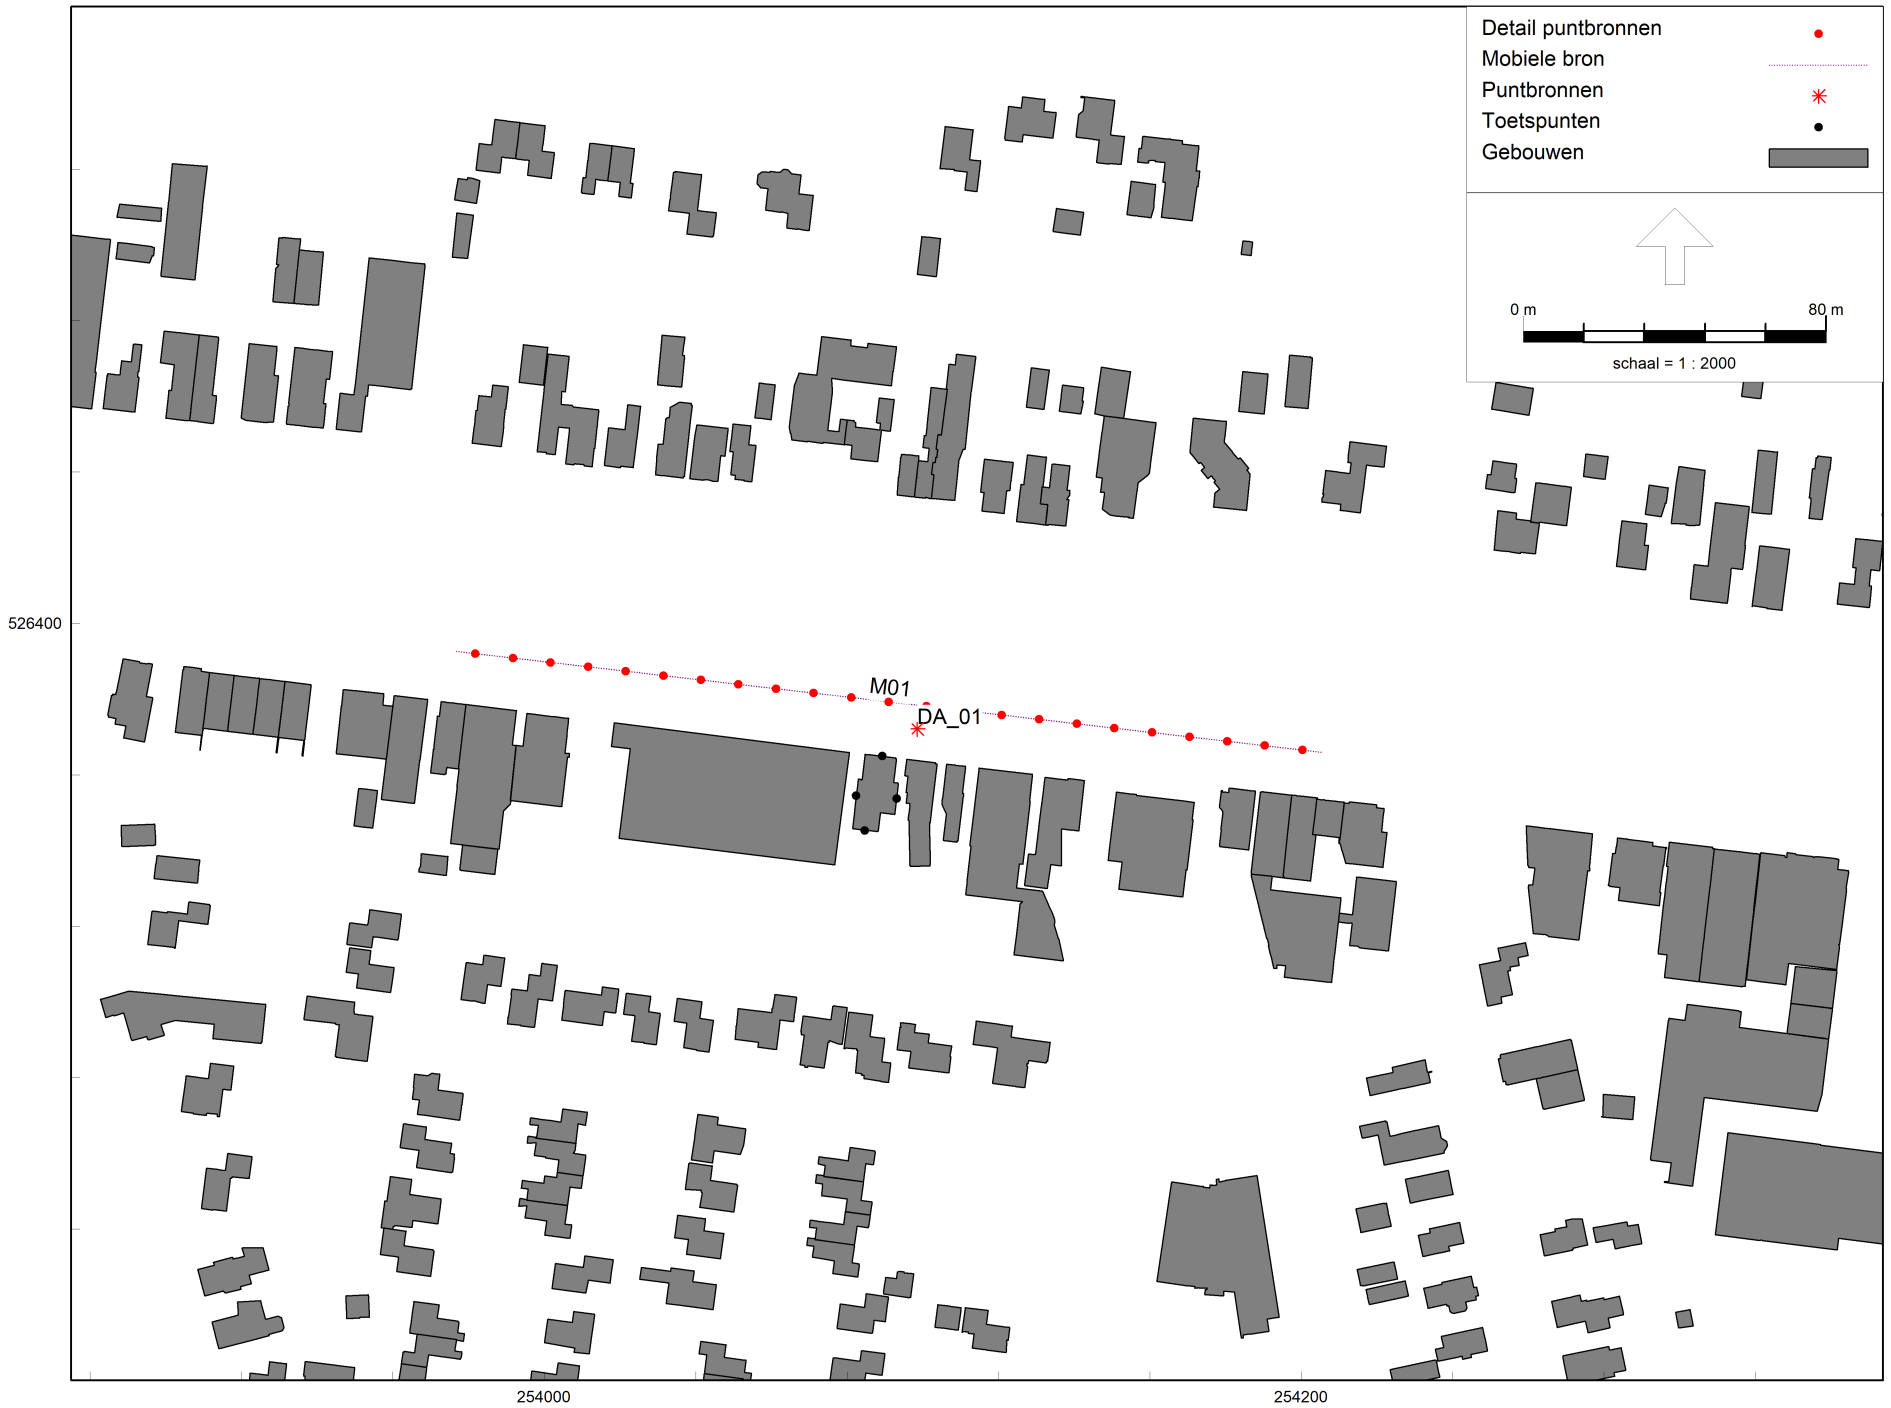 Detail puntbronnen
Mobiele bron
Puntbronnen
Toetspunten
Gebouwen
0 m 80 m
schaal = 1 : 2000
526400
M01
DA_01
254000 254200